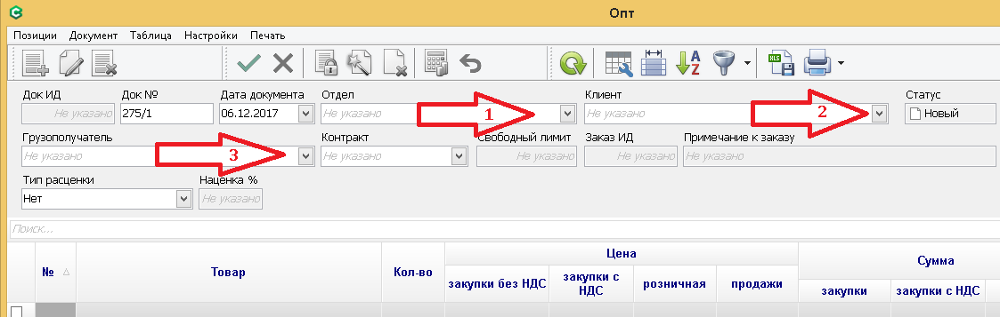 Опт
Позиции Документ Таблица Настройки Печать
XLS A Z
Док ИД Док № Дата документа Отдел Клиент Статус
Не указано 275/1 06.12.2017 Не указано 1 Не указано 2 Новый
Грузополучатель Контракт Свободный лимит Заказ ИД Примечание к заказу
Не указано 3 Не указано Не указано Не указано Не указано
Тип расценки Наценка %
Нет Не указано
Поиск...
№ Товар Кол-во Цена Сумма
закупки без НДС закупки с НДС розничная продажи закупки закупки с НДС